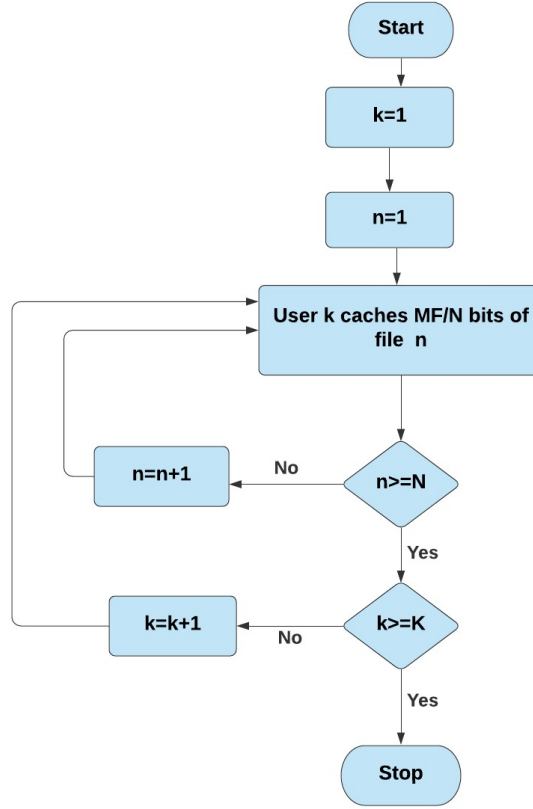 Start
k=1
n=1
User k caches MF/N bits of
file n
n=n+1
No
n>=N
Yes
k=k+1
No
k>=K
Yes
Stop